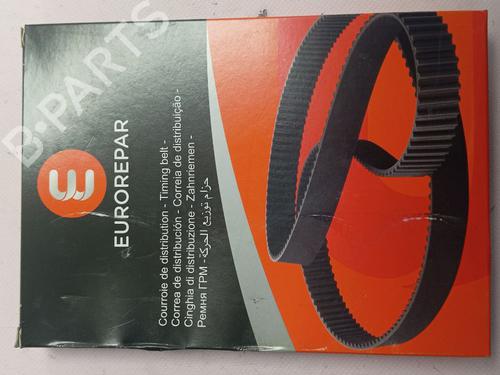 EUROREPAR
Courroie de distribution - Timing belt -
Correa de distribución - Correia de distribuição -
Cinghia di distribuzione - Zahnriemen -
Ремня ГРМ - حزام توزيع الحركة
B-PARTS